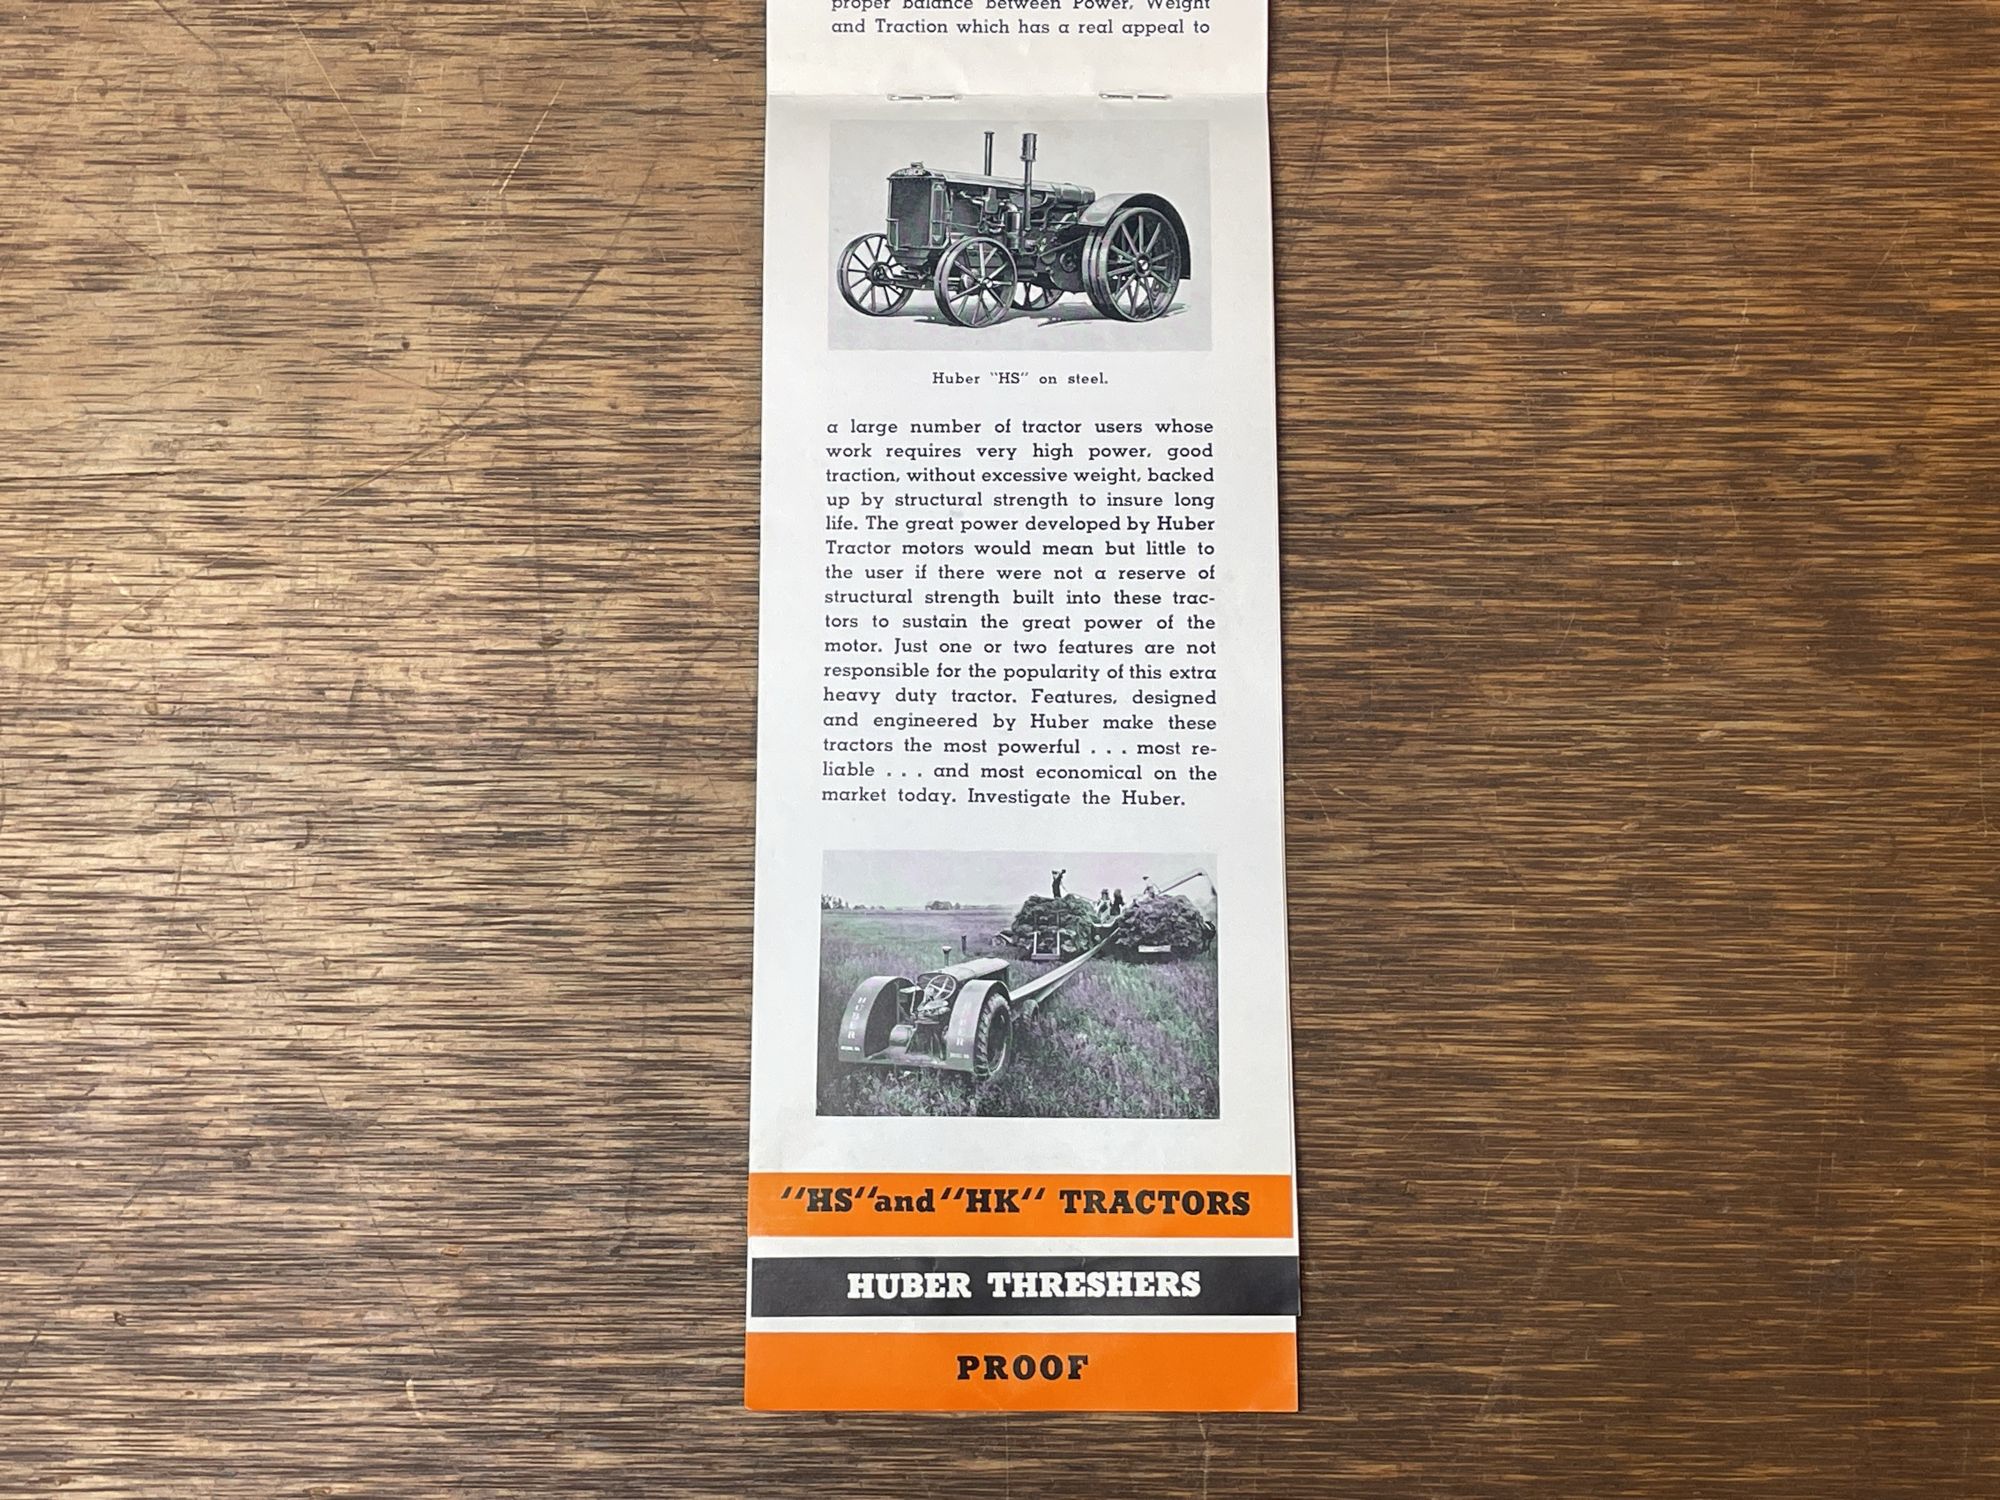 proper balance between Power, Weight
and Traction which has a real appeal to
HUBER
Huber "HS" on steel.
a large number of tractor users whose
work requires very high power, good
traction, without excessive weight, backed
up by structural strength to insure long
life. The great power developed by Huber
Tractor motors would mean but little to
the user if there were not a reserve of
structural strength built into these trac-
tors to sustain the great power of the
motor. Just one or two features are not
responsible for the popularity of this extra
heavy duty tractor. Features, designed
and engineered by Huber make these
tractors the most powerful . . . most re-
liable . . . and most economical on the
market today. Investigate the Huber.
HUBER
HUBER
"HS" and "HK" TRACTORS
HUBER THRESHERS
PROOF